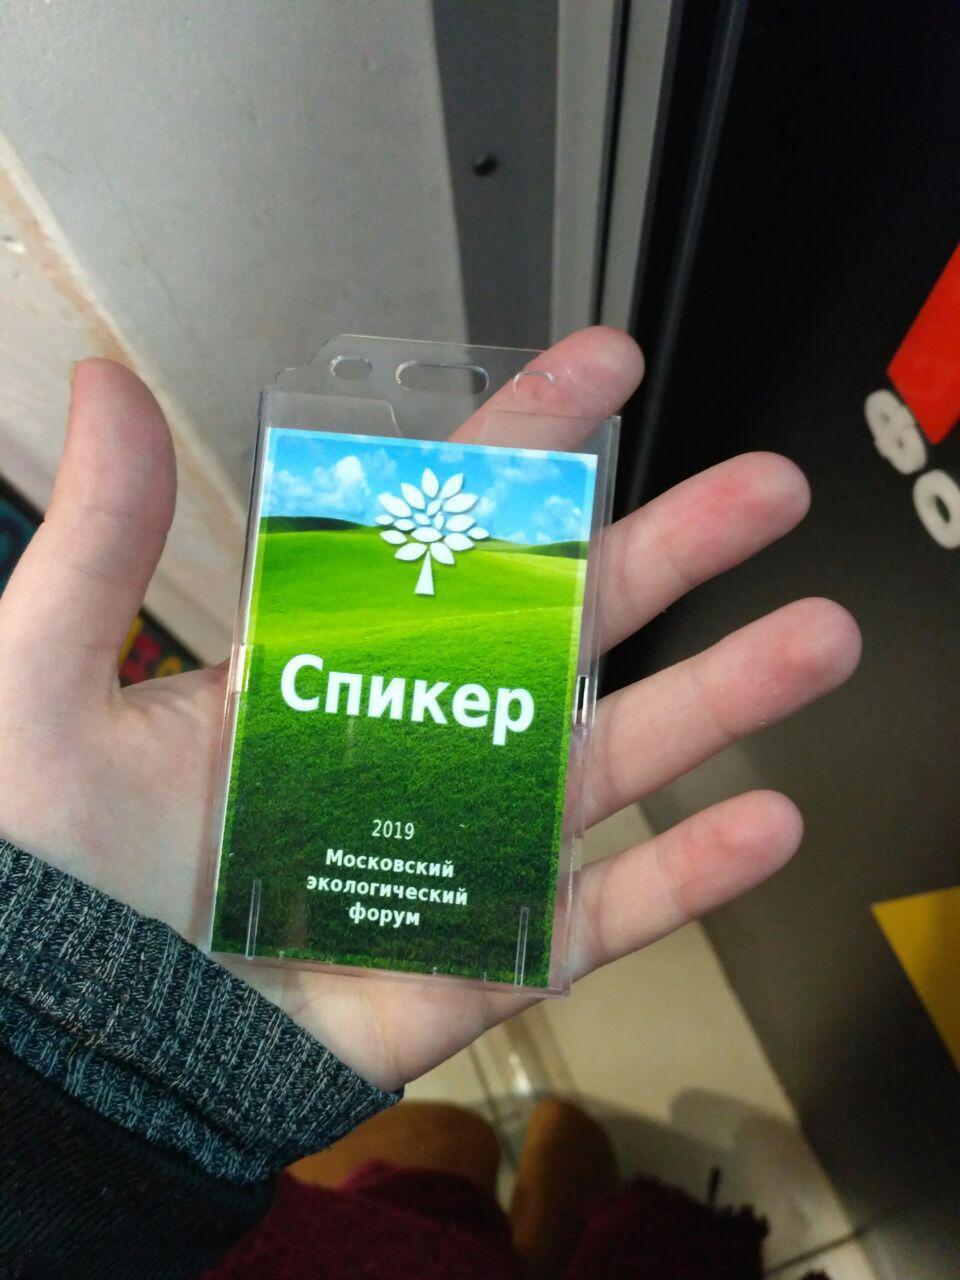 Спикер
2019
Московский
экологический
форум